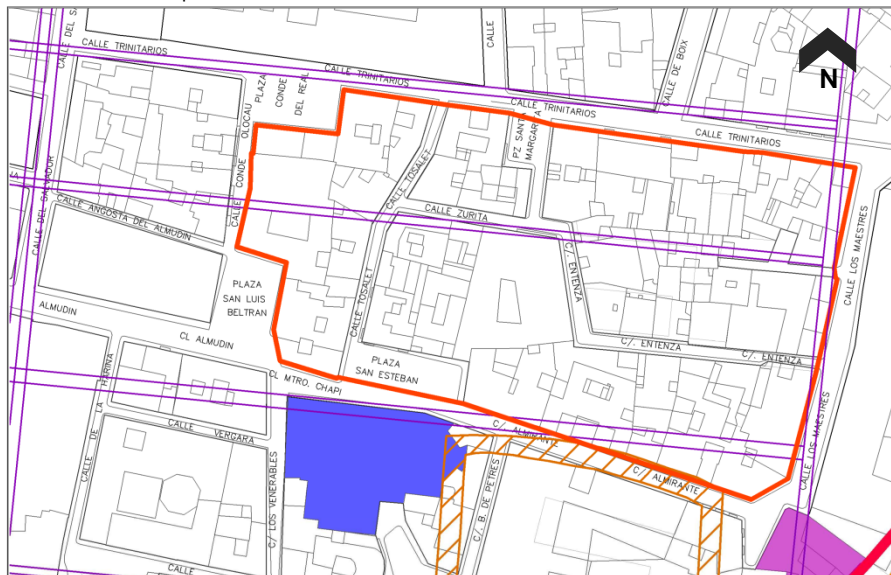 CALLE DEL SA
CALLE TRINITARIOS
CALLE
CALLE DE BOIX
N
PLAZA
CONDE
DEL REAL
CALLE TRINITARIOS
CALLE TRINITARIOS
CALLE TRINITARIOS
CALLE CONDE OLOCAU
PZ SANTA
MARGARITA
CALLE TOSALET
CALLE DEL SALVADOR
CALLE ANGOSTA DEL ALMUDIN
CALLE ZURITA
C/. ENTENZA
CALLE LOS MAESTRES
PLAZA
SAN LUIS
BELTRAN
CALLE TOSALET
ALMUDIN
CL ALMUDIN
C/. ENTENZA
C/. ENTENZA
PLAZA
SAN ESTEBAN
CL MTRO. CHAPI
CALLE DE LA HARINA
CALLE VERGARA
C/. ALMIRANTE
C/. ALMIRANTE
CALLE LOS MAESTRES
C/ LOS VENERABLES
C/. B. DE PETRES
CALLE